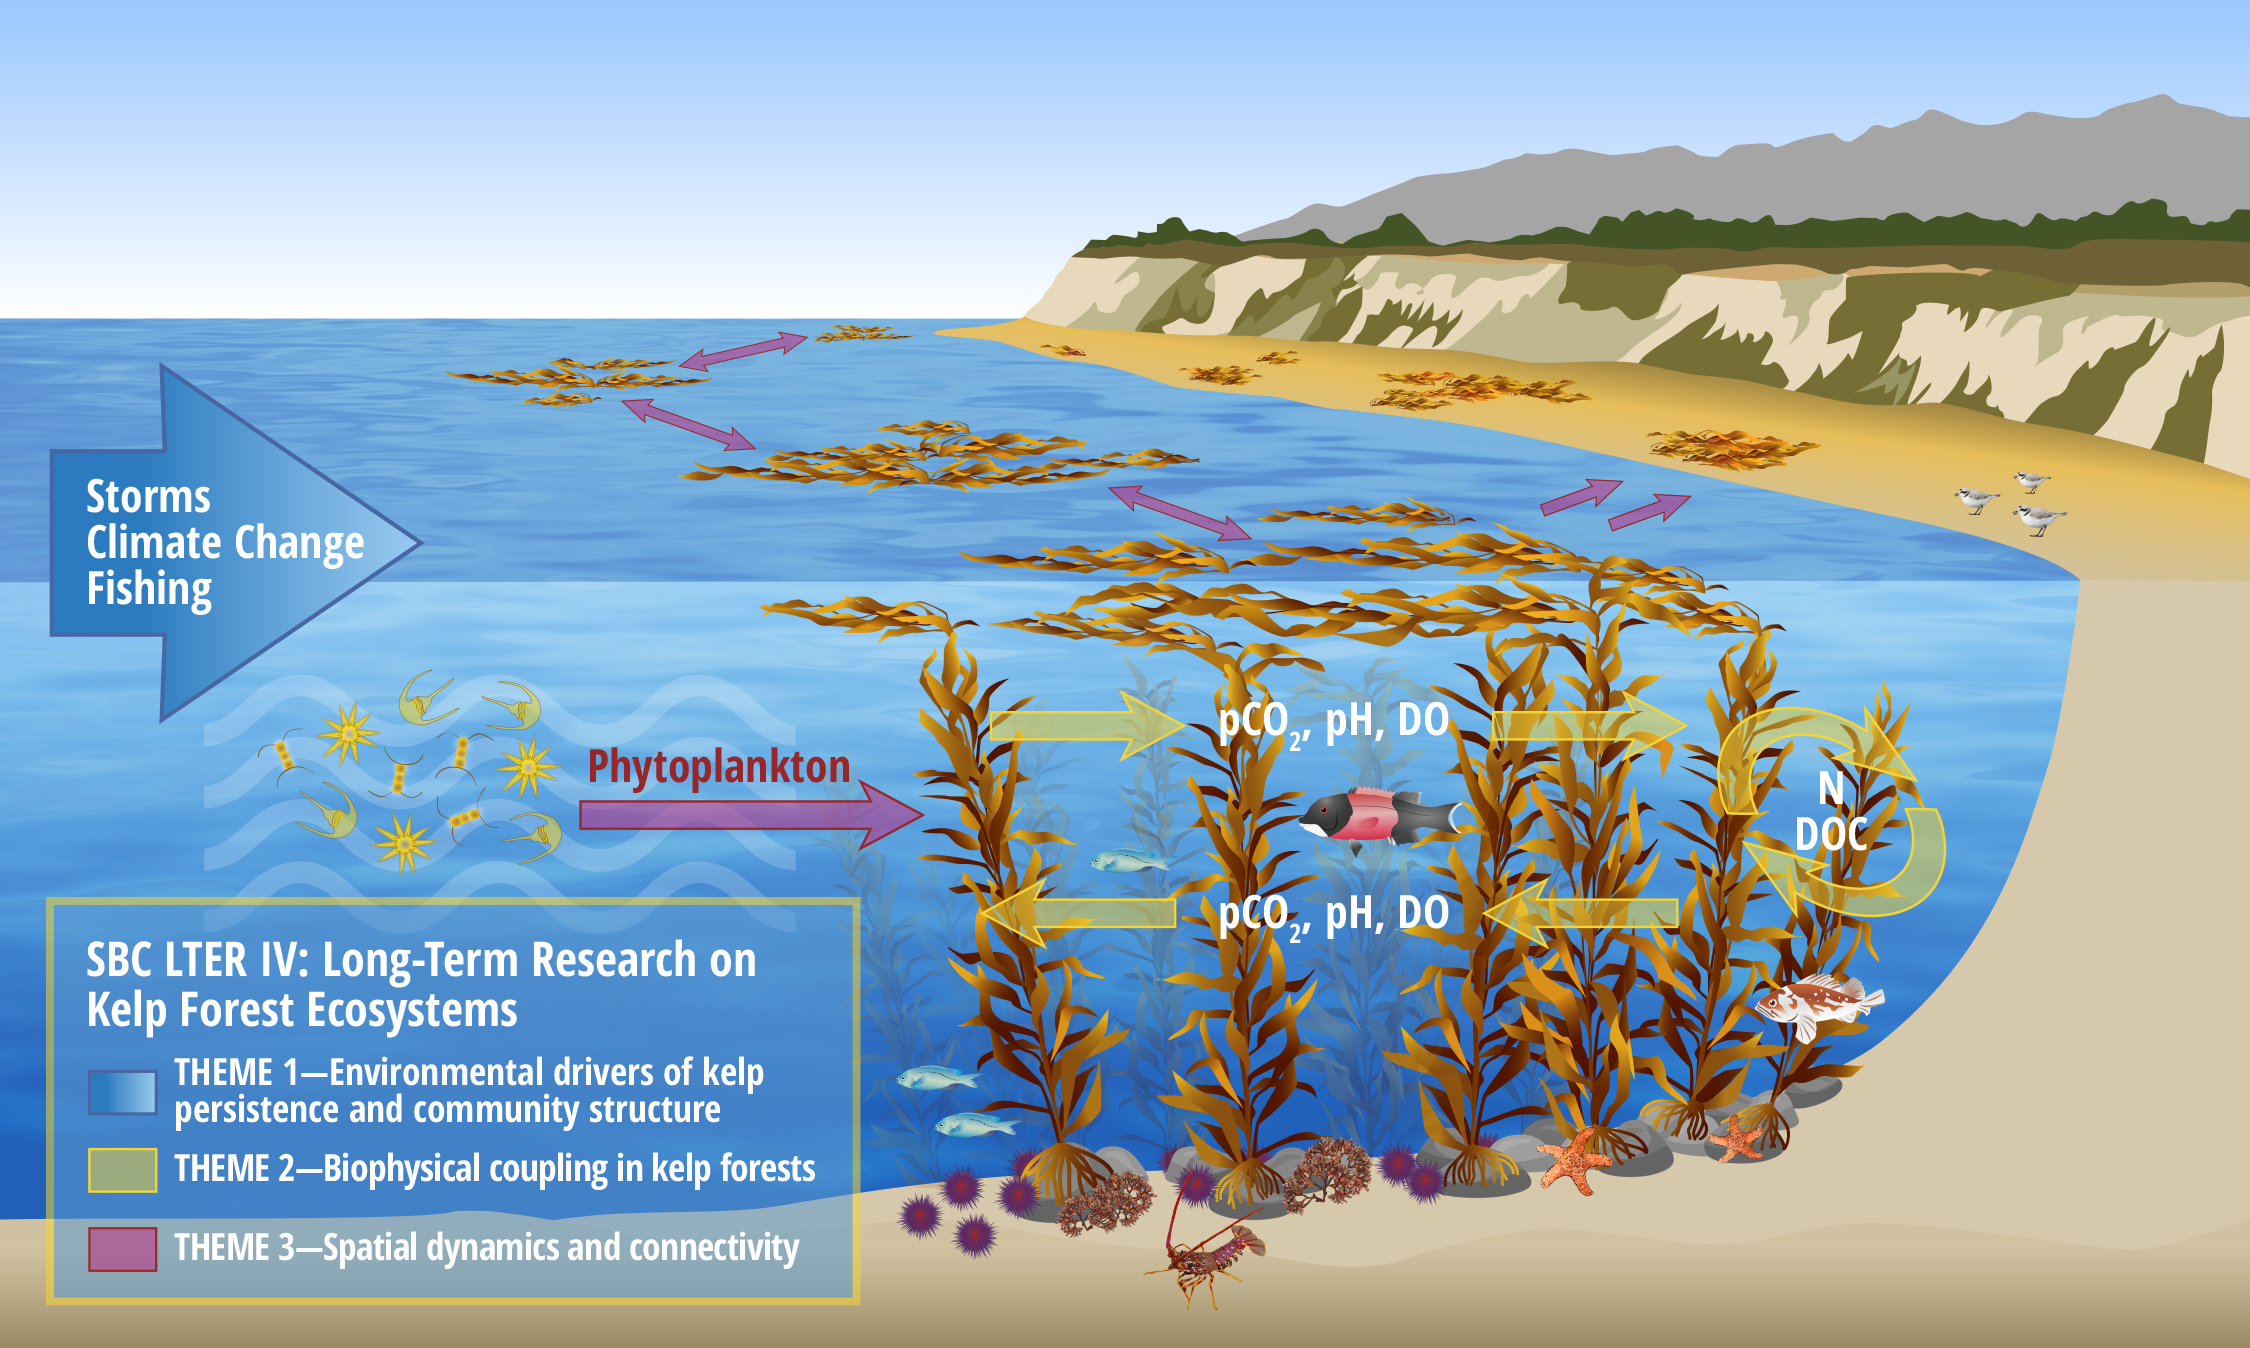 Storms
Climate Change
Fishing
Phytoplankton
pCO₂, pH, DO
N
DOC
pCO₂, pH, DO
SBC LTER IV: Long-Term Research on
Kelp Forest Ecosystems
THEME 1—Environmental drivers of kelp
persistence and community structure
THEME 2—Biophysical coupling in kelp forests
THEME 3—Spatial dynamics and connectivity